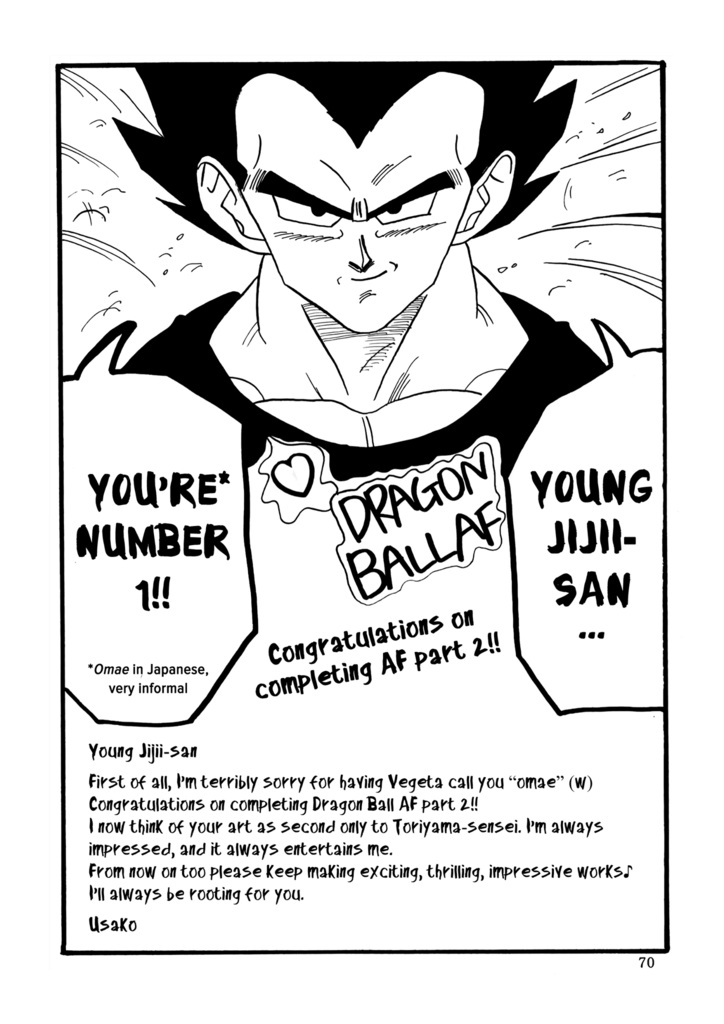 YOUNG
JIJII-
SAN
...
YOU'RE*
NUMBER
1!!
*Omae in Japanese,
very informal
DRAGON
BALL AF
Congratulations on
completing AF part 2!!
Young Jijii-san
First of all, I'm terribly sorry for having Vegeta call you “omae” (w)
Congratulations on completing Dragon Ball AF part 2!!
I now think of your art as second only to Toriyama-sensei. I'm always
impressed, and it always entertains me.
From now on too please keep making exciting, thrilling, impressive works♪
I'll always be rooting for you.
Usako
70